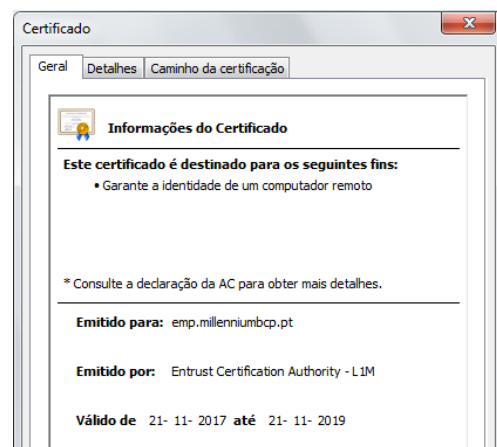 Certificado
Geral Detalhes Caminho da certificação
Informações do Certificado
Este certificado é destinado para os seguintes fins:
• Garante a identidade de um computador remoto
* Consulte a declaração da AC para obter mais detalhes.
Emitido para: emp.millenniumbcp.pt
Emitido por: Entrust Certification Authority - L1M
Válido de 21- 11- 2017 até 21- 11- 2019